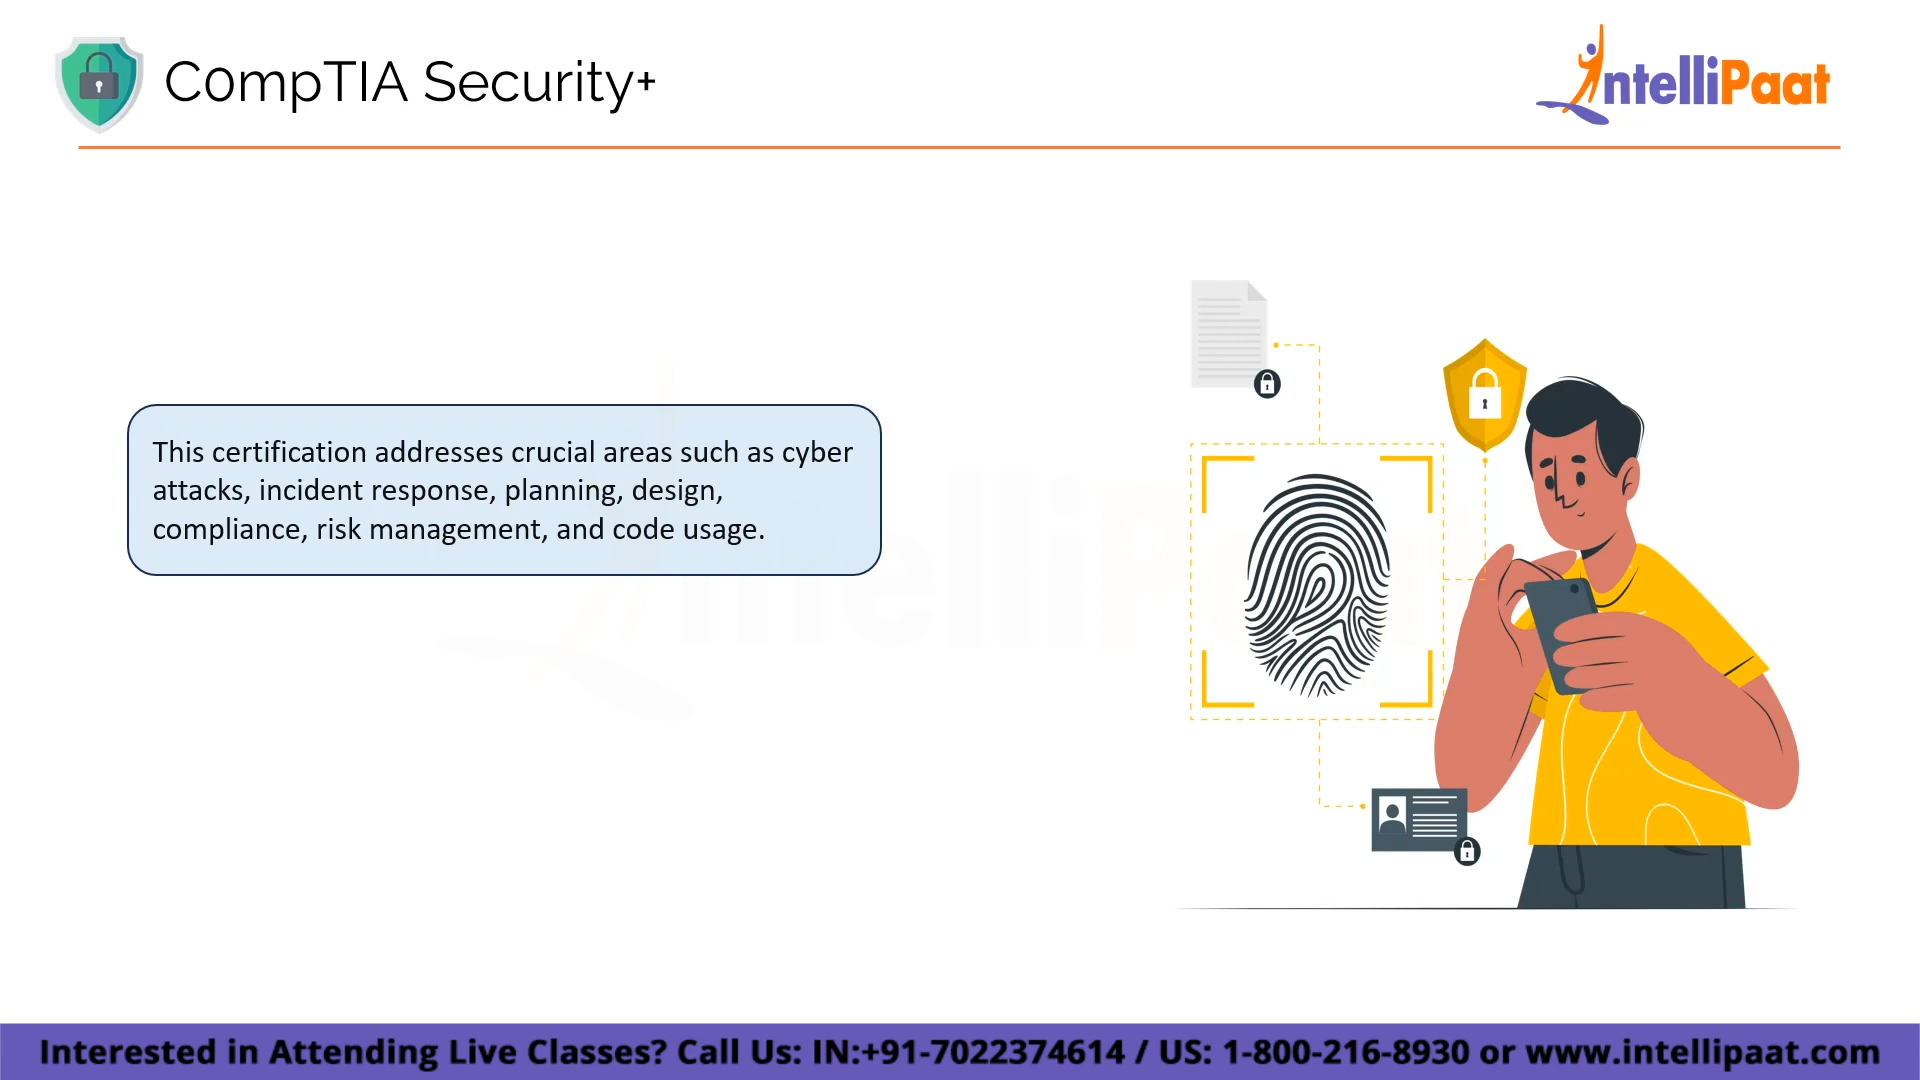 CompTIA Security+
IntelliPaat
This certification addresses crucial areas such as cyber
attacks, incident response, planning, design,
compliance, risk management, and code usage.
Interested in Attending Live Classes? Call Us: IN:+91-7022374614 / US: 1-800-216-8930 or www.intellipaat.com